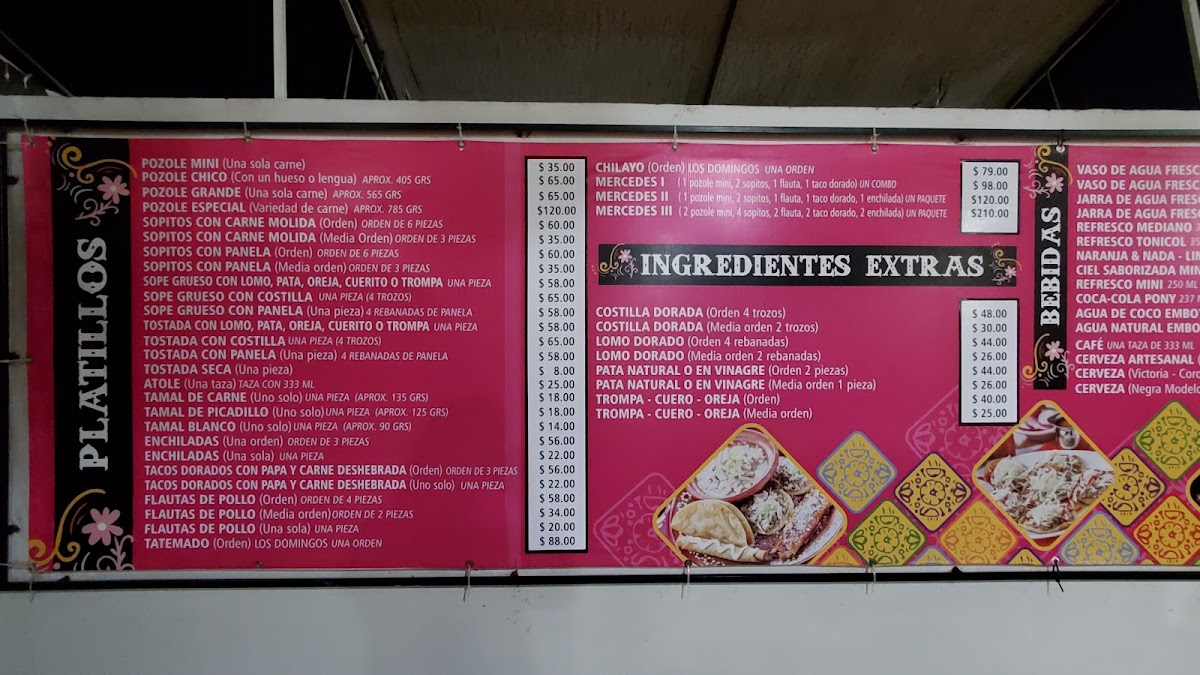 PLATILLOS
POZOLE MINI (Una sola carne) $ 35.00
POZOLE CHICO (Con un hueso o lengua) APROX. 405 GRS $ 65.00
POZOLE GRANDE (Una sola carne) APROX. 565 GRS $ 65.00
POZOLE ESPECIAL (Variedad de carne) APROX. 785 GRS $120.00
SOPITOS CON CARNE MOLIDA (Orden) ORDEN DE 6 PIEZAS $ 60.00
SOPITOS CON CARNE MOLIDA (Media Orden) ORDEN DE 3 PIEZAS $ 35.00
SOPITOS CON PANELA (Orden) ORDEN DE 6 PIEZAS $ 60.00
SOPITOS CON PANELA (Media orden) ORDEN DE 3 PIEZAS $ 35.00
SOPE GRUESO CON LOMO, PATA, OREJA, CUERITO O TROMPA UNA PIEZA $ 58.00
SOPE GRUESO CON COSTILLA UNA PIEZA (4 TROZOS) $ 65.00
SOPE GRUESO CON PANELA (Una pieza) 4 REBANADAS DE PANELA $ 58.00
TOSTADA CON LOMO, PATA, OREJA, CUERITO O TROMPA UNA PIEZA $ 58.00
TOSTADA CON COSTILLA UNA PIEZA (4 TROZOS) $ 65.00
TOSTADA CON PANELA (Una pieza) 4 REBANADAS DE PANELA $ 58.00
TOSTADA SECA (Una pieza) $ 8.00
ATOLE (Una taza) TAZA CON 333 ML $ 25.00
TAMAL DE CARNE (Uno solo) UNA PIEZA (APROX. 135 GRS) $ 18.00
TAMAL DE PICADILLO (Uno solo) UNA PIEZA (APROX. 125 GRS) $ 18.00
TAMAL BLANCO (Uno solo) UNA PIEZA (APROX. 90 GRS) $ 14.00
ENCHILADAS (Una orden) ORDEN DE 3 PIEZAS $ 56.00
ENCHILADAS (Una sola) UNA PIEZA $ 22.00
TACOS DORADOS CON PAPA Y CARNE DESHEBRADA (Orden) ORDEN DE 3 PIEZAS $ 56.00
TACOS DORADOS CON PAPA Y CARNE DESHEBRADA (Uno solo) UNA PIEZA $ 22.00
FLAUTAS DE POLLO (Orden) ORDEN DE 4 PIEZAS $ 58.00
FLAUTAS DE POLLO (Media orden) ORDEN DE 2 PIEZAS $ 34.00
FLAUTAS DE POLLO (Una sola) UNA PIEZA $ 20.00
TATEMADO (Orden) LOS DOMINGOS UNA ORDEN $ 88.00
CHILAYO (Orden) LOS DOMINGOS UNA ORDEN $ 79.00
MERCEDES I (1 pozole mini, 2 sopitos, 1 flauta, 1 taco dorado) UN COMBO $ 98.00
MERCEDES II (1 pozole mini, 2 sopitos, 1 flauta, 1 taco dorado, 1 enchilada) UN PAQUETE $120.00
MERCEDES III (2 pozole mini, 4 sopitos, 2 flauta, 2 taco dorado, 2 enchilada) UN PAQUETE $210.00
INGREDIENTES EXTRAS
COSTILLA DORADA (Orden 4 trozos) $ 48.00
COSTILLA DORADA (Media orden 2 trozos) $ 30.00
LOMO DORADO (Orden 4 rebanadas) $ 44.00
LOMO DORADO (Media orden 2 rebanadas) $ 26.00
PATA NATURAL O EN VINAGRE (Orden 2 piezas) $ 44.00
PATA NATURAL O EN VINAGRE (Media orden 1 pieza) $ 26.00
TROMPA - CUERO - OREJA (Orden) $ 40.00
TROMPA - CUERO - OREJA (Media orden) $ 25.00
BEBIDAS
VASO DE AGUA FRESC
VASO DE AGUA FRESC
JARRA DE AGUA FRES
JARRA DE AGUA FRES
REFRESCO MEDIANO
REFRESCO TONICOL
NARANJA & NADA - LIN
CIEL SABORIZADA MIN
REFRESCO MINI 250 ML
COCA-COLA PONY 237
AGUA DE COCO EMBO
AGUA NATURAL EMBO
CAFÉ UNA TAZA DE 333 ML
CERVEZA ARTESANAL (
CERVEZA (Victoria - Coro
CERVEZA (Negra Modelo